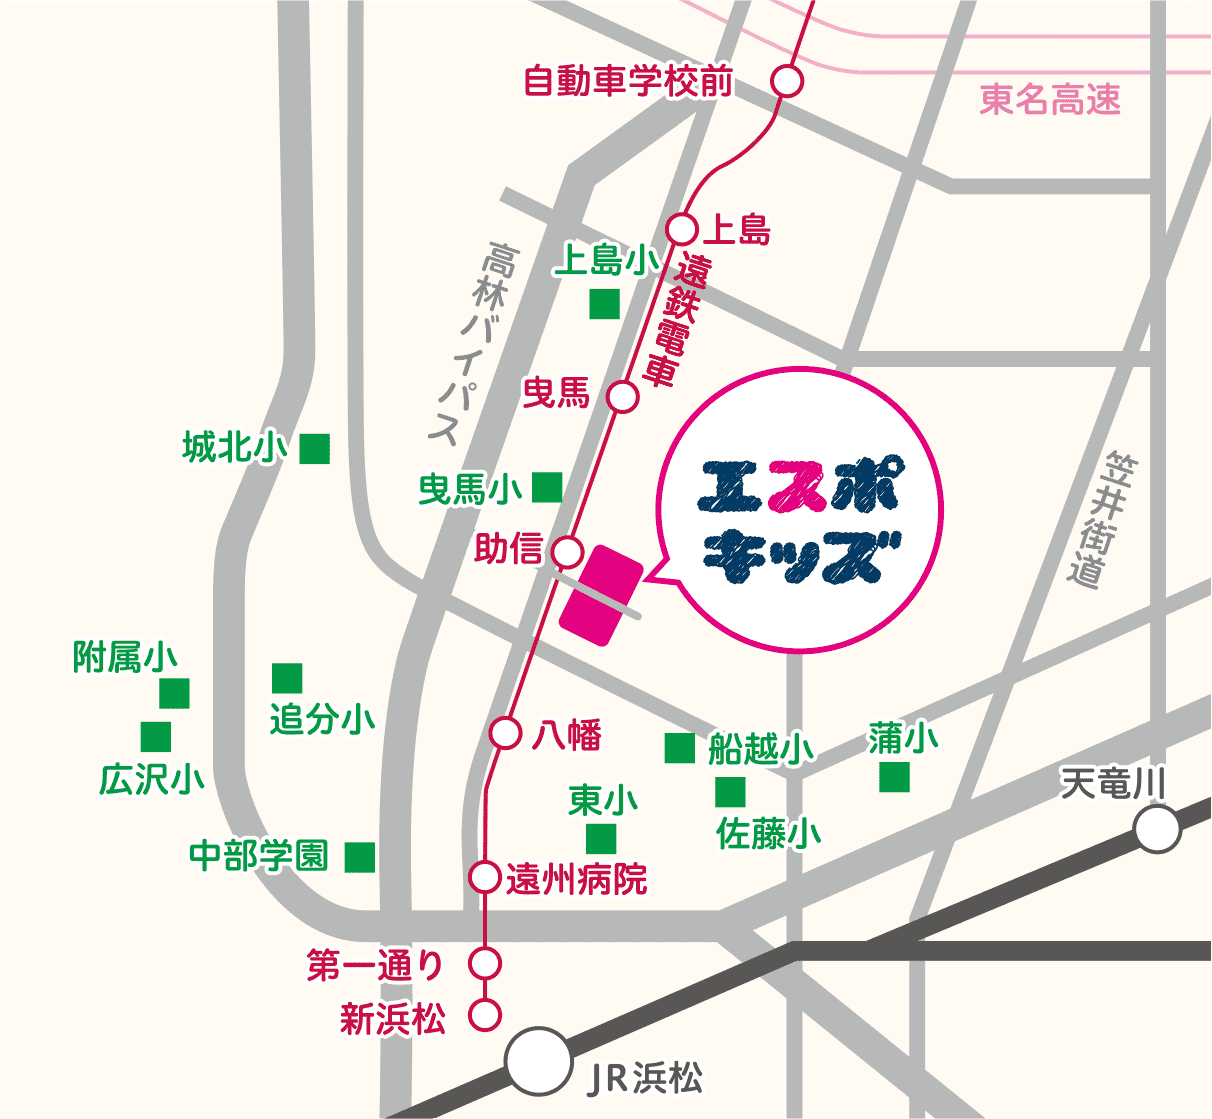 自動車学校前
東名高速
上島
上島小
遠鉄電車
高林バイパス
曳馬
城北小
曳馬小
エスポ
キッズ
笠井街道
助信
附属小
追分小
広沢小
八幡
船越小
蒲小
天竜川
東小
佐藤小
中部学園
遠州病院
第一通り
新浜松
JR浜松